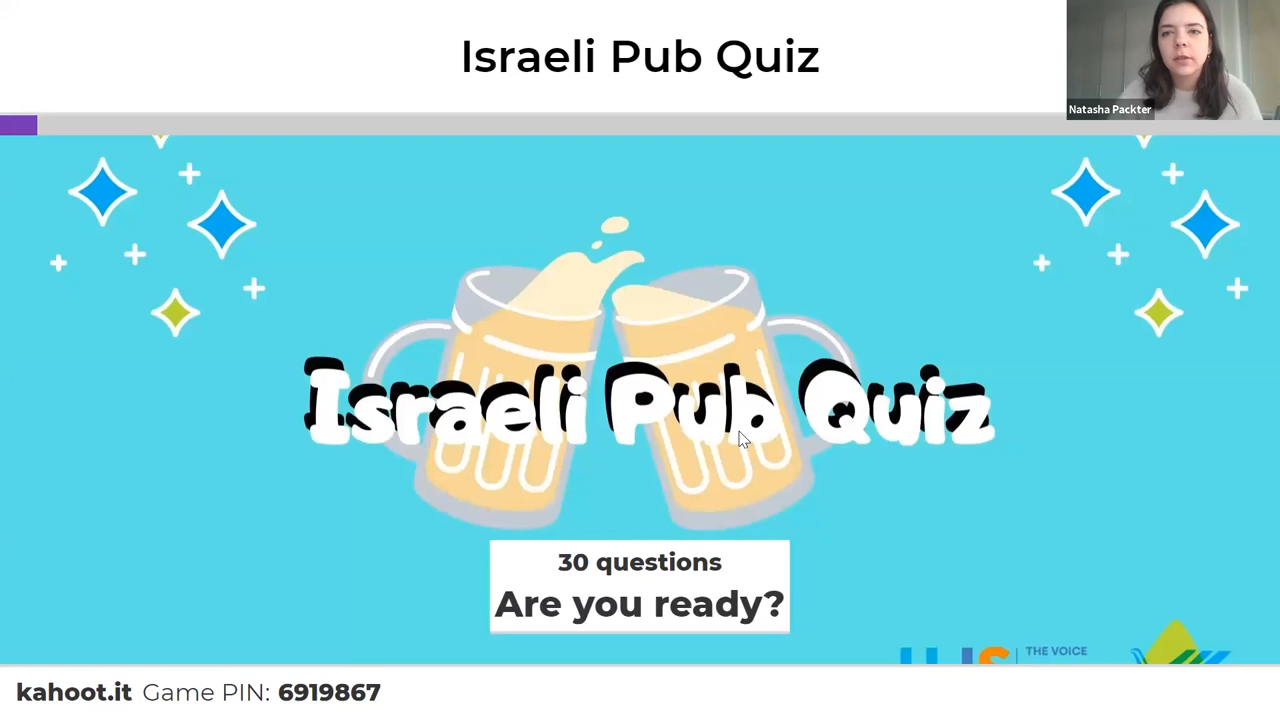 Israeli Pub Quiz
Natasha Packter
Israeli Pub Quiz
30 questions
Are you ready?
THE VOICE
kahoot.it Game PIN: 6919867